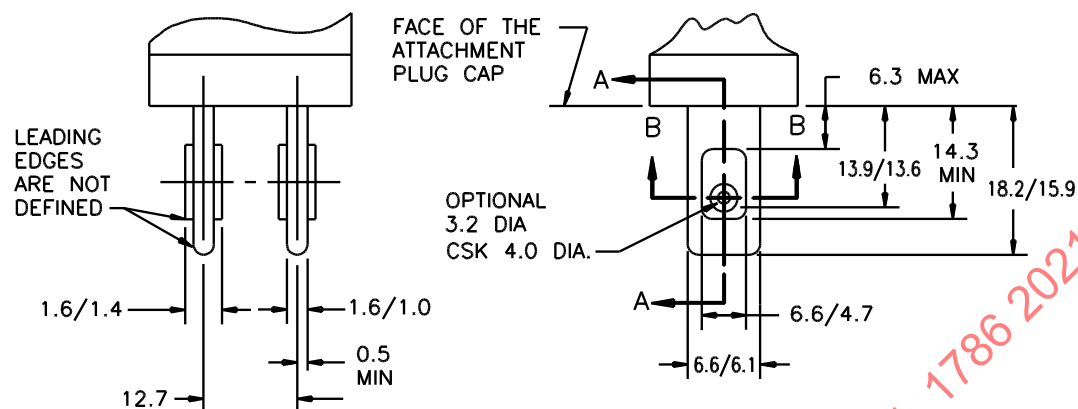 FACE OF THE
ATTACHMENT
PLUG CAP
LEADING
EDGES
ARE NOT
DEFINED
1.6/1.4
1.6/1.0
0.5
MIN
12.7
A
6.3 MAX
B
B
13.9/13.6
14.3
MIN
18.2/15.9
OPTIONAL
3.2 DIA
CSK 4.0 DIA.
A
6.6/4.7
6.6/6.1
1786 2021